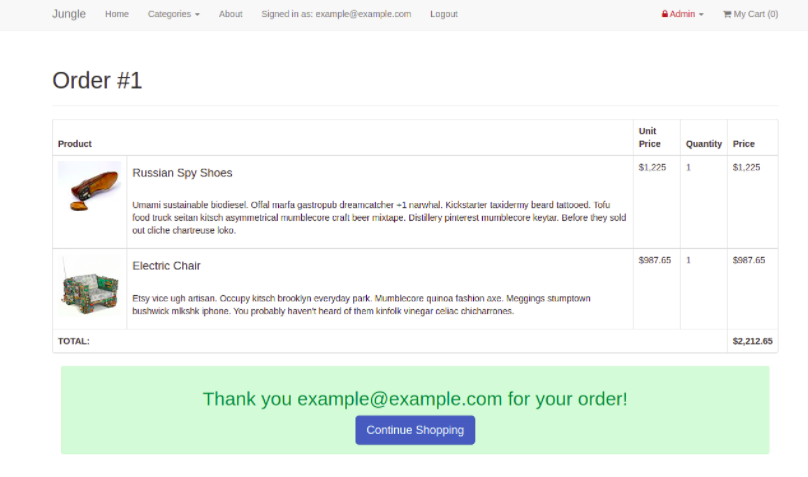 Jungle Home Categories About Signed in as: example@example.com Logout Admin My Cart (0)
Order #1
Product Unit Price Quantity Price
Russian Spy Shoes $1,225 1 $1,225
Umami sustainable biodiesel. Offal marfa gastropub dreamcatcher +1 narwhal. Kickstarter taxidermy beard tattooed. Tofu
food truck seitan kitsch asymmetrical mumblecore craft beer mixtape. Distillery pinterest mumblecore keytar. Before they sold
out cliche chartreuse loko.
Electric Chair $987.65 1 $987.65
Etsy vice ugh artisan. Occupy kitsch brooklyn everyday park. Mumblecore quinoa fashion axe. Meggings stumptown
bushwick mlkshk iphone. You probably haven't heard of them kinfolk vinegar celiac chicharrones.
TOTAL: $2,212.65
Thank you example@example.com for your order!
Continue Shopping